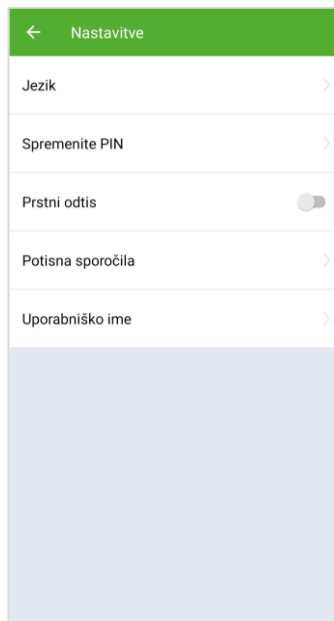 Nastavitve
Jezik
Spremenite PIN
Prstni odtis
Potisna sporočila
Uporabniško ime